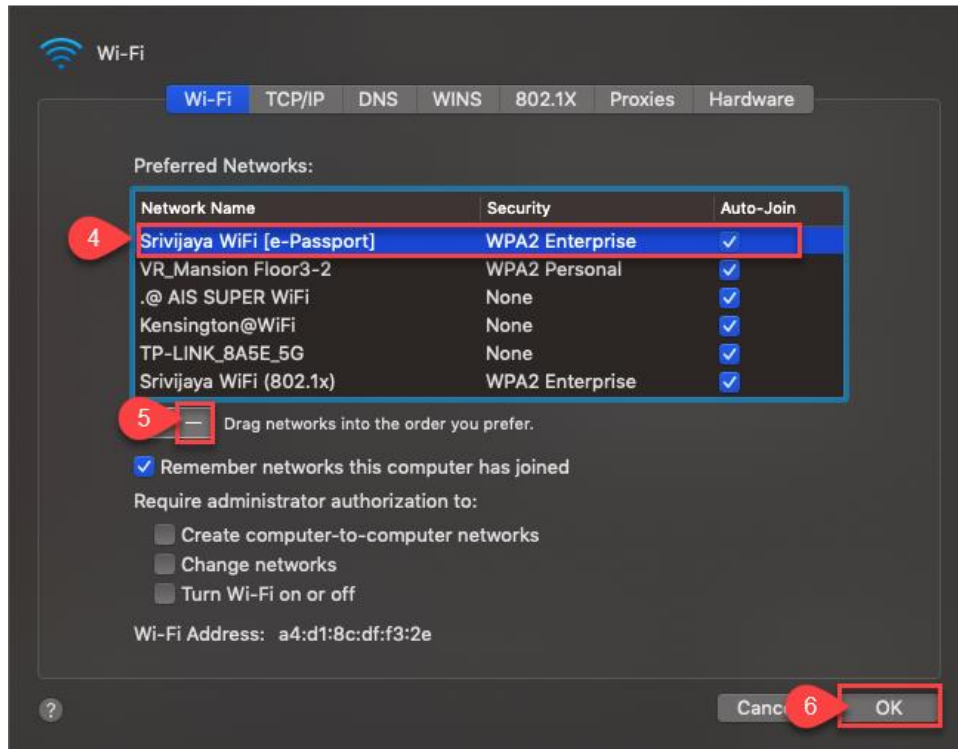 Wi-Fi
Wi-Fi TCP/IP DNS WINS 802.1X Proxies Hardware
Preferred Networks:
Network Name Security Auto-Join
4 Srivijaya WiFi [e-Passport] WPA2 Enterprise
VR_Mansion Floor3-2 WPA2 Personal
.@ AIS SUPER WiFi None
Kensington@WiFi None
TP-LINK_8A5E_5G None
Srivijaya WiFi (802.1x) WPA2 Enterprise
5 – Drag networks into the order you prefer.
Remember networks this computer has joined
Require administrator authorization to:
Create computer-to-computer networks
Change networks
Turn Wi-Fi on or off
Wi-Fi Address: a4:d1:8c:df:f3:2e
? Canc 6 OK